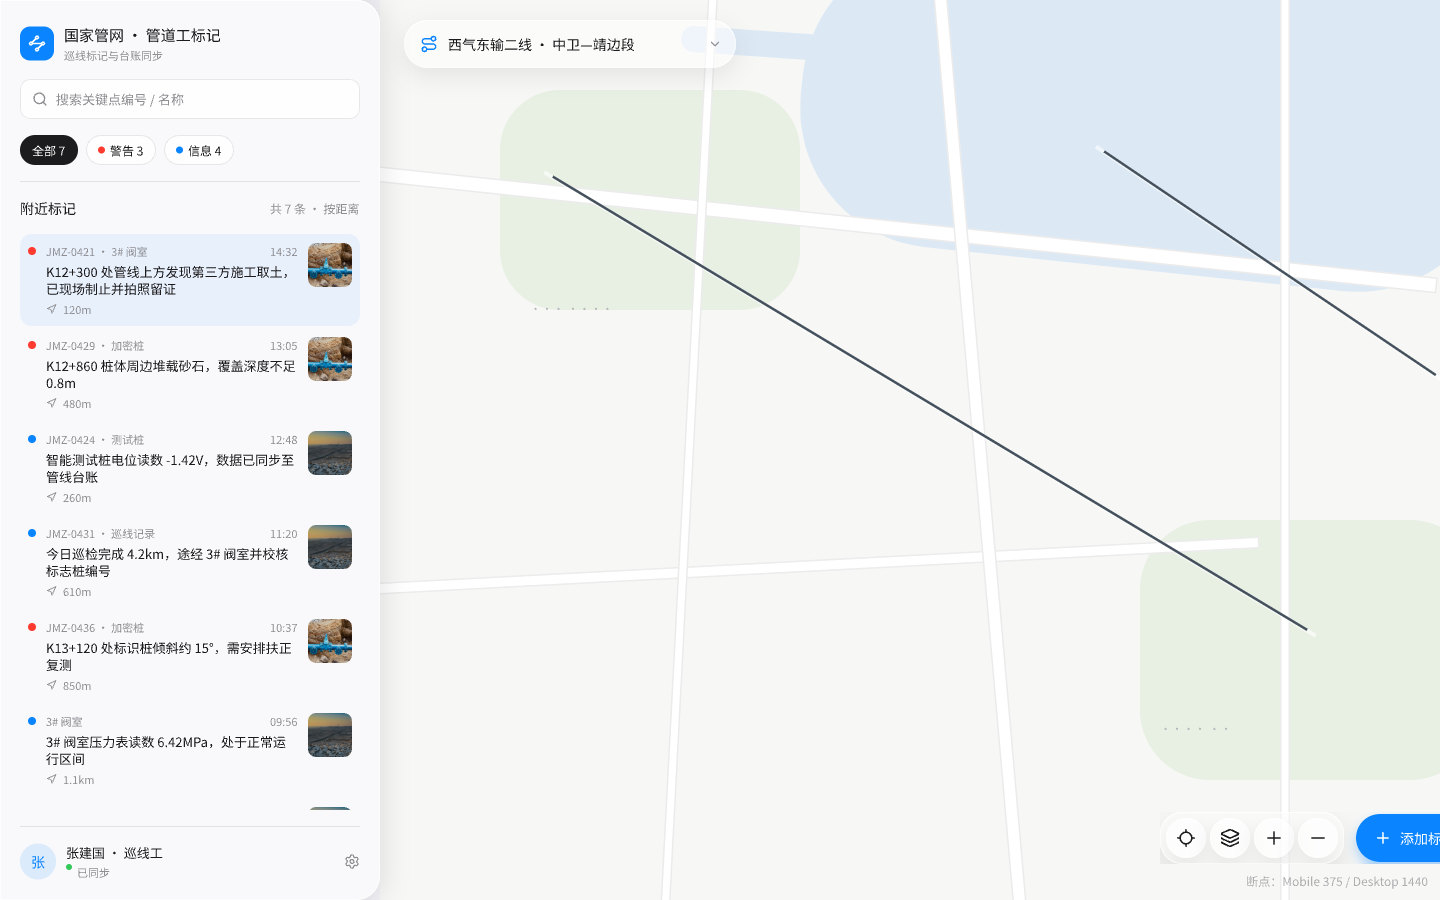 国家管网 · 管道工标记
巡线标记与台账同步
搜索关键点编号 / 名称
全部 7
警告 3
信息 4
附近标记
共 7 条 · 按距离
JMZ-0421 · 3# 阀室
14:32
K12+300 处管线上方发现第三方施工取土，
已现场制止并拍照留证
120m
JMZ-0429 · 加密桩
13:05
K12+860 桩体周边堆载砂石，覆盖深度不足
0.8m
480m
JMZ-0424 · 测试桩
12:48
智能测试桩电位读数 -1.42V，数据已同步至
管线台账
260m
JMZ-0431 · 巡线记录
11:20
今日巡检完成 4.2km，途经 3# 阀室并校核
标志桩编号
610m
JMZ-0436 · 加密桩
10:37
K13+120 处标识桩倾斜约 15°，需安排扶正
复测
850m
3# 阀室
09:56
3# 阀室压力表读数 6.42MPa，处于正常运
行区间
1.1km
张
张建国 · 巡线工
已同步
西气东输二线 · 中卫—靖边段
添加标
断点：Mobile 375 / Desktop 1440